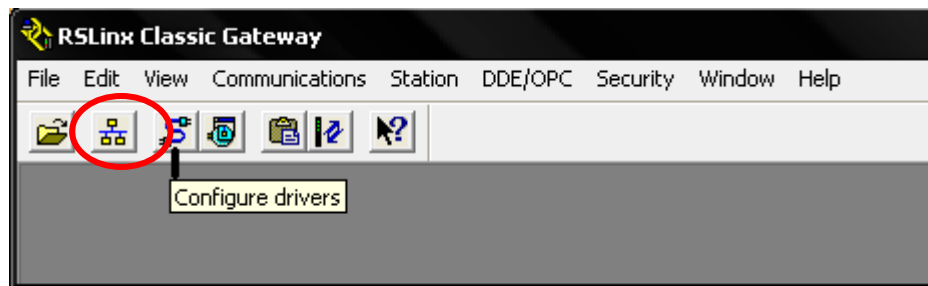 RSLinx Classic Gateway
File Edit View Communications Station DDE/OPC Security Window Help
Configure drivers